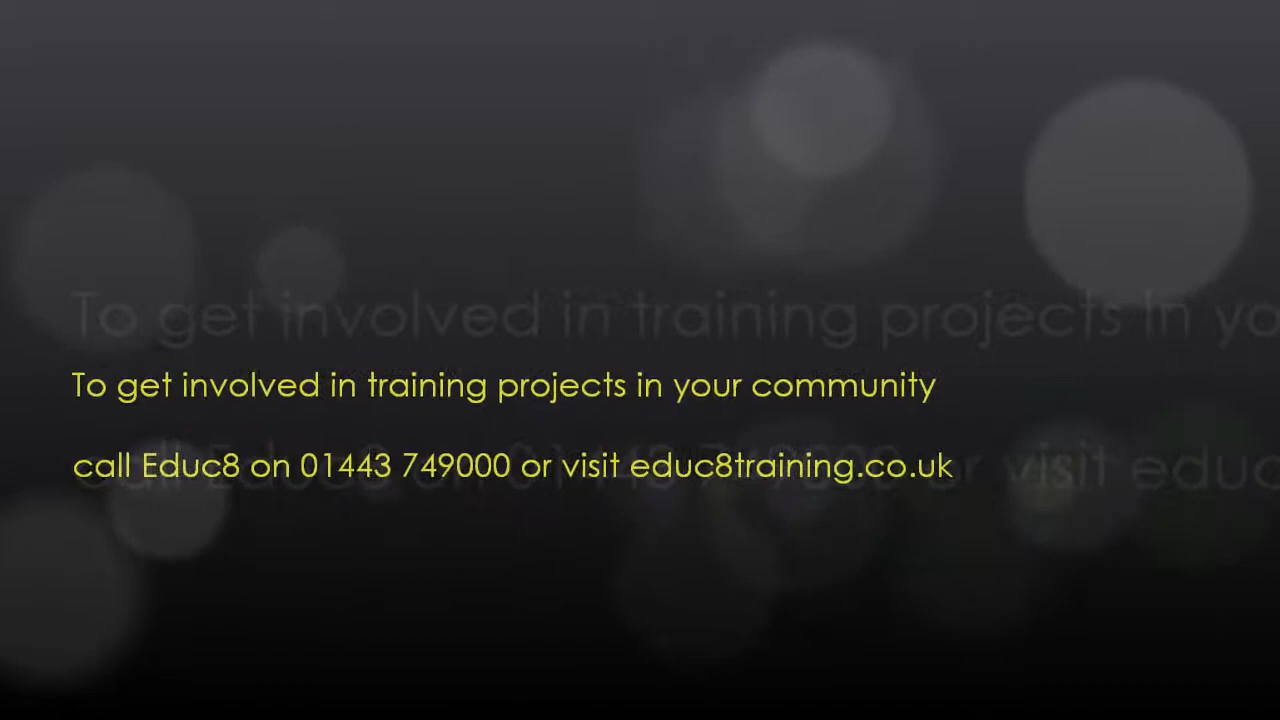 To get involved in training projects in your community
call Educ8 on 01443 749000 or visit educ8training.co.uk